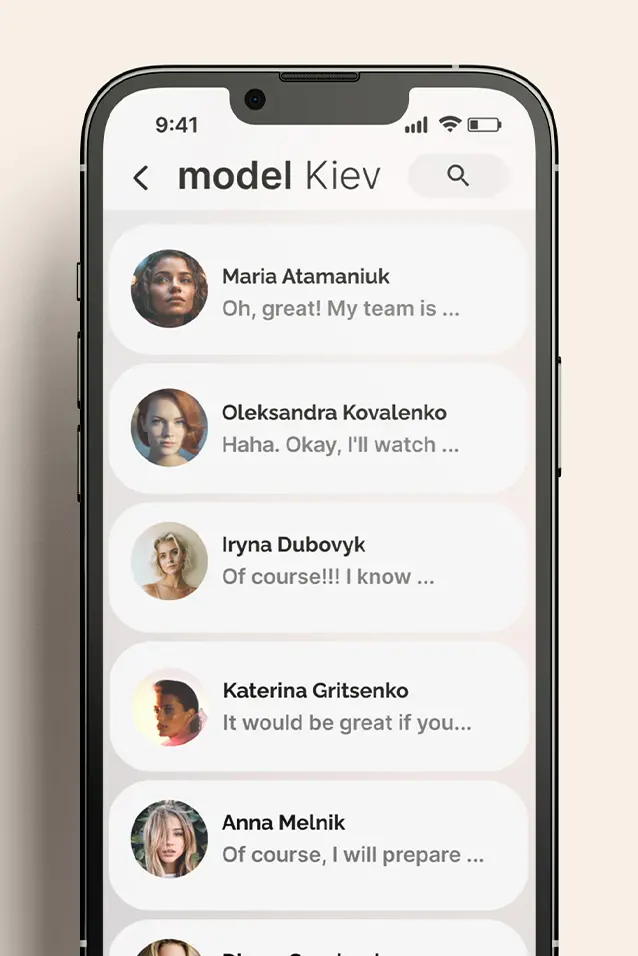 9:41
model Kiev
Maria Atamaniuk
Oh, great! My team is ...
Oleksandra Kovalenko
Haha. Okay, I'll watch ...
Iryna Dubovyk
Of course!!! I know ...
Katerina Gritsenko
It would be great if you...
Anna Melnik
Of course, I will prepare ...